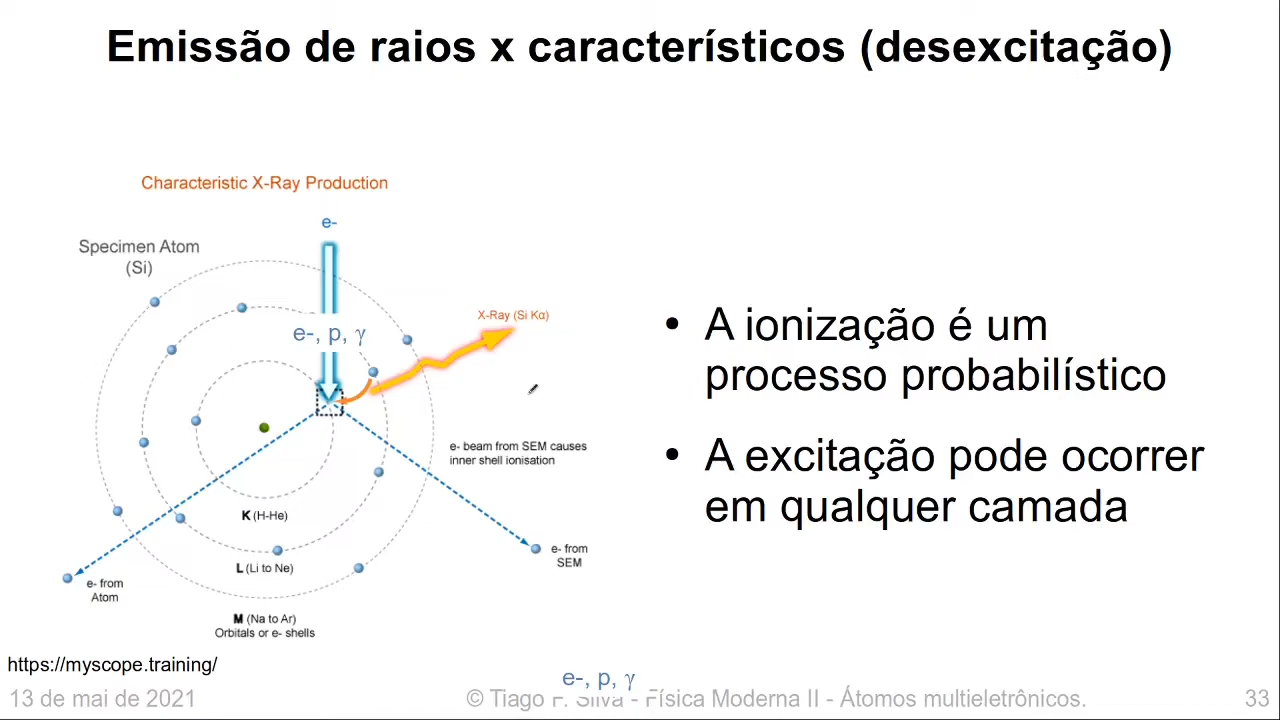 Emissão de raios x característicos (desexcitação)
Characteristic X-Ray Production
e-
Specimen Atom
(Si)
X-Ray (Si Kα)
e-, p, γ
e- beam from SEM causes
inner shell ionisation
K (H-He)
L (Li to Ne)
M (Na to Ar)
Orbitals or e- shells
e- from
SEM
e- from
Atom
• A ionização é um
processo probabilístico
• A excitação pode ocorrer
em qualquer camada
https://myscope.training/
e-, p, γ
13 de mai de 2021
© Tiago F. Silva - Física Moderna II - Átomos multieletrônicos.
33